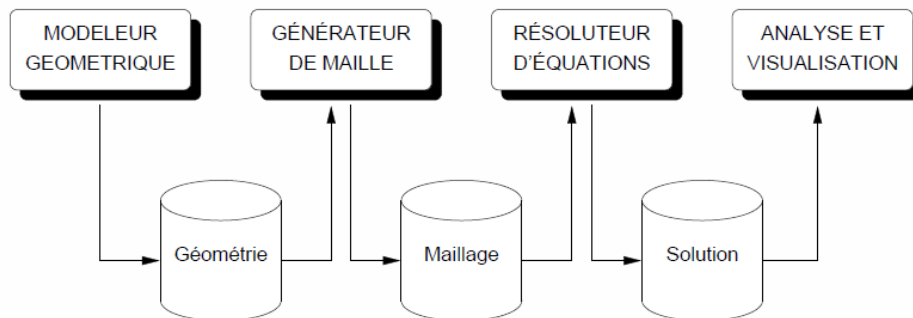 MODELEUR
GEOMETRIQUE
GÉNÉRATEUR
DE MAILLE
RÉSOLUTEUR
D'ÉQUATIONS
ANALYSE ET
VISUALISATION
Géométrie
Maillage
Solution